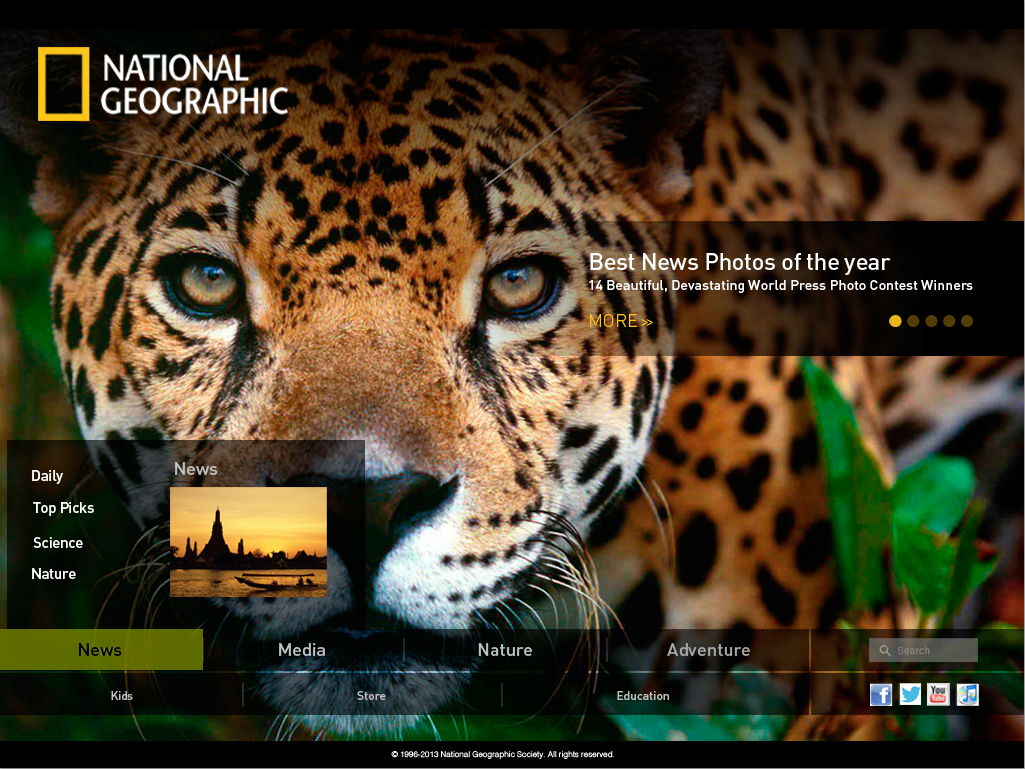 NATIONAL
GEOGRAPHIC
Best News Photos of the year
14 Beautiful, Devastating World Press Photo Contest Winners
MORE >>
Daily
Top Picks
Science
Nature
News
News
Media
Nature
Adventure
Search
Kids
Store
Education
f
You
Tube
© 1996-2013 National Geographic Society. All rights reserved.